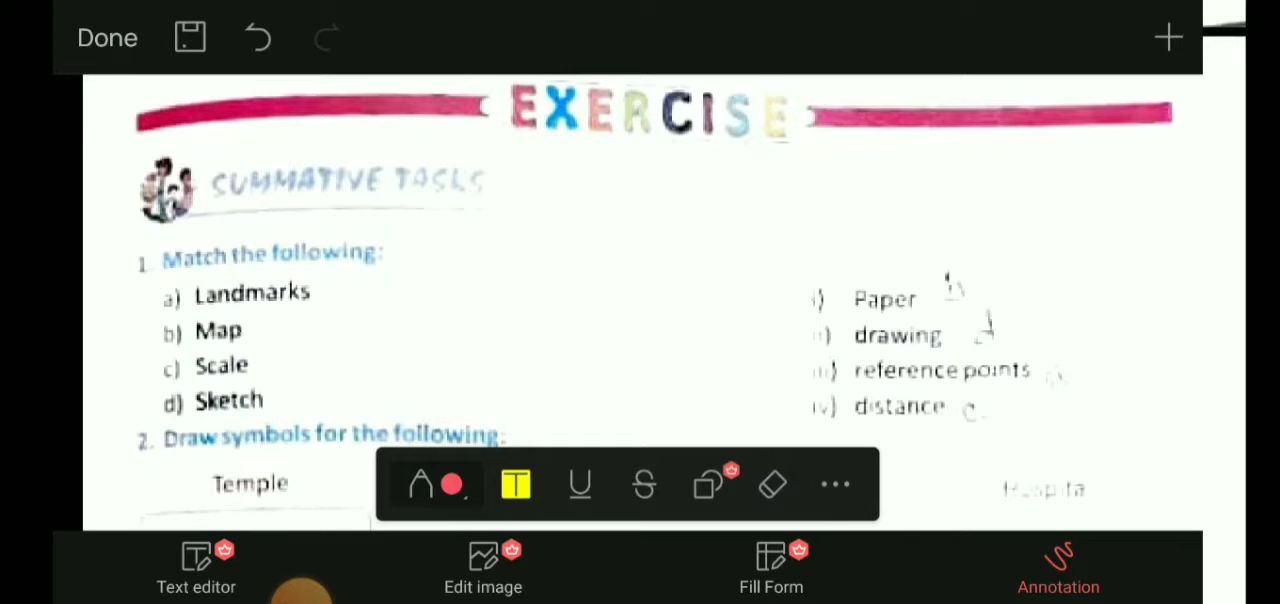 Done
EXERCISE
SUMMATIVE TASKS
1. Match the following:
a) Landmarks
i) Paper
b) Map
ii) drawing d
c) Scale
iii) reference points
d) Sketch
iv) distance c
2. Draw symbols for the following:
Temple
Text editor
Edit image
Fill Form
Annotation